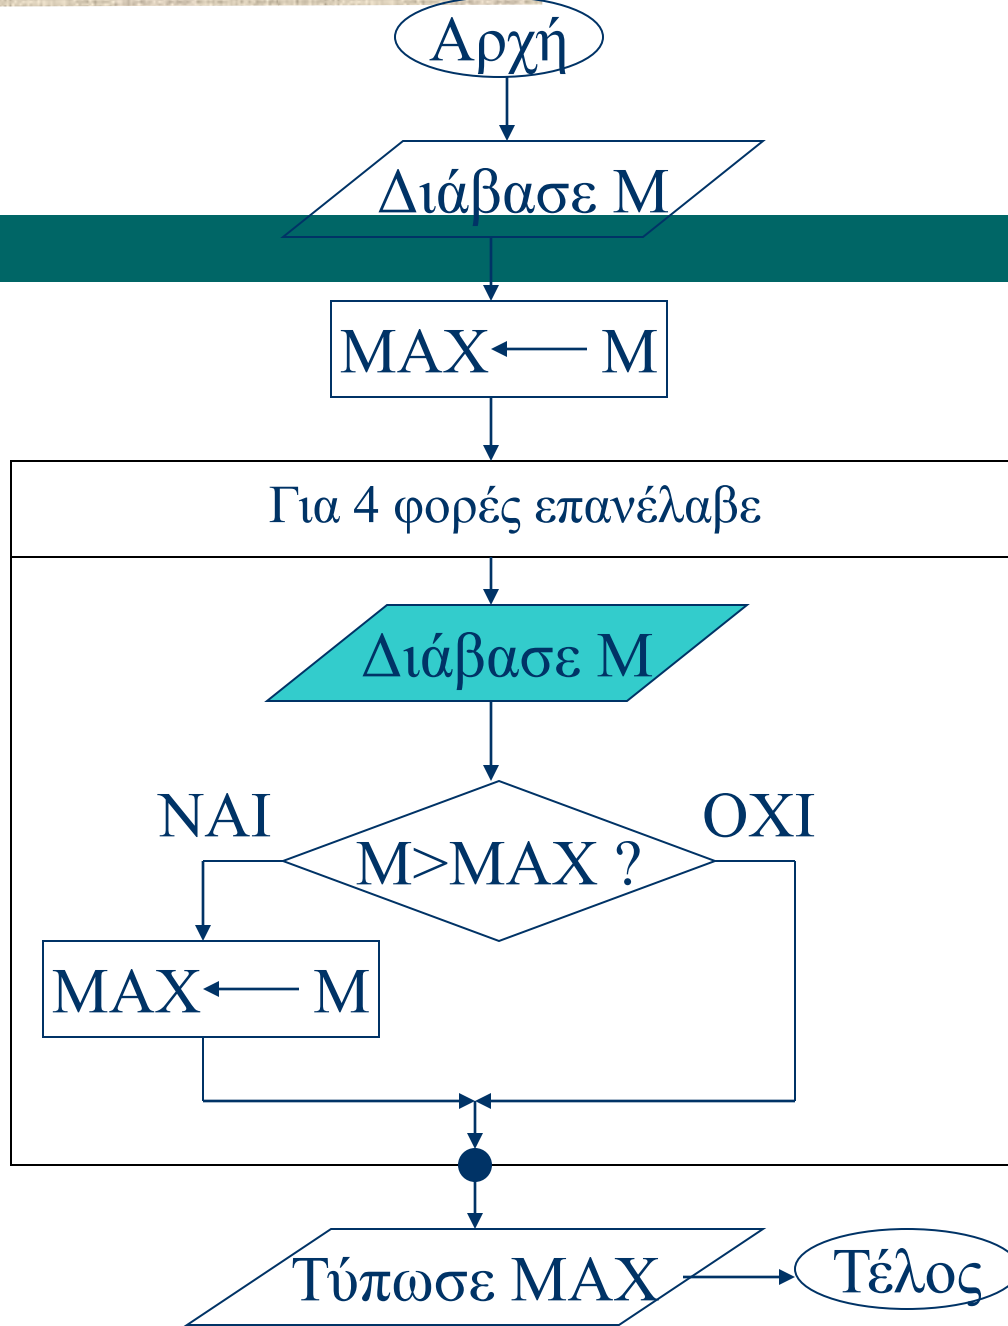 Αρχή
Διάβασε Μ
ΜΑΧ Μ
Για 4 φορές επανέλαβε
Διάβασε Μ
ΝΑΙ ΟΧΙ
Μ>ΜΑΧ ?
ΜΑΧ Μ
Τύπωσε ΜΑΧ Τέλος